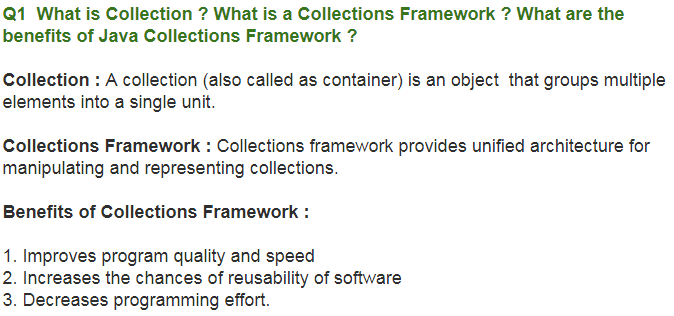 Q1 What is Collection ? What is a Collections Framework ? What are the
benefits of Java Collections Framework ?
Collection : A collection (also called as container) is an object that groups multiple
elements into a single unit.
Collections Framework : Collections framework provides unified architecture for
manipulating and representing collections.
Benefits of Collections Framework :
1. Improves program quality and speed
2. Increases the chances of reusability of software
3. Decreases programming effort.